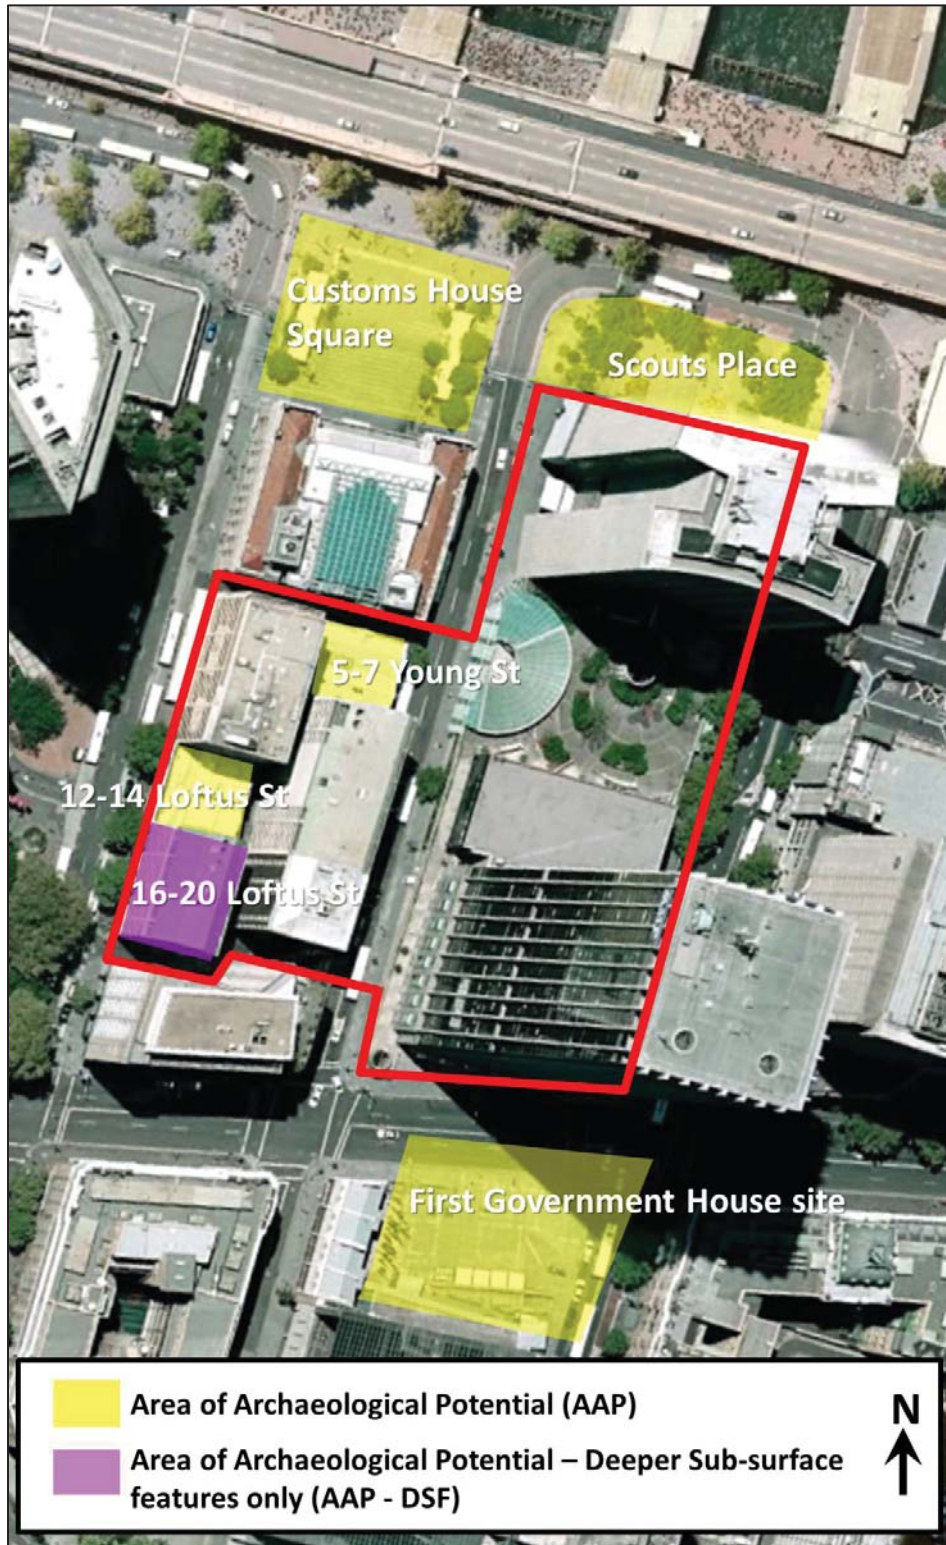 Customs House
Square
Scouts Place
5-7 Young St
12-14 Loftus St
16-20 Loftus St
First Government House site
Area of Archaeological Potential (AAP)
N
Area of Archaeological Potential – Deeper Sub-surface
features only (AAP - DSF)